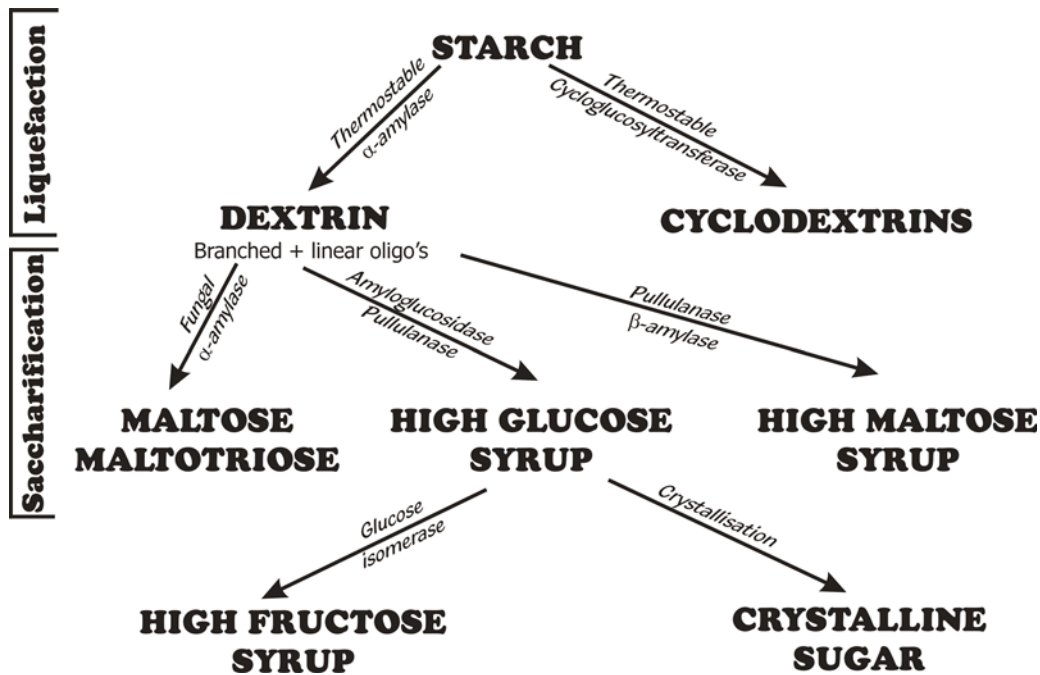 Liquefaction
STARCH
Thermostable
α-amylase
Thermostable
Cycloglucosyltransferase
DEXTRIN
Branched + linear oligo's
CYCLODEXTRINS
Saccharification
Fungal
α-amylase
Amyloglucosidase
Pullulanase
Pullulanase
β-amylase
MALTOSE
MALTOTRIOSE
HIGH GLUCOSE
SYRUP
HIGH MALTOSE
SYRUP
Glucose
isomerase
Crystallisation
HIGH FRUCTOSE
SYRUP
CRYSTALLINE
SUGAR